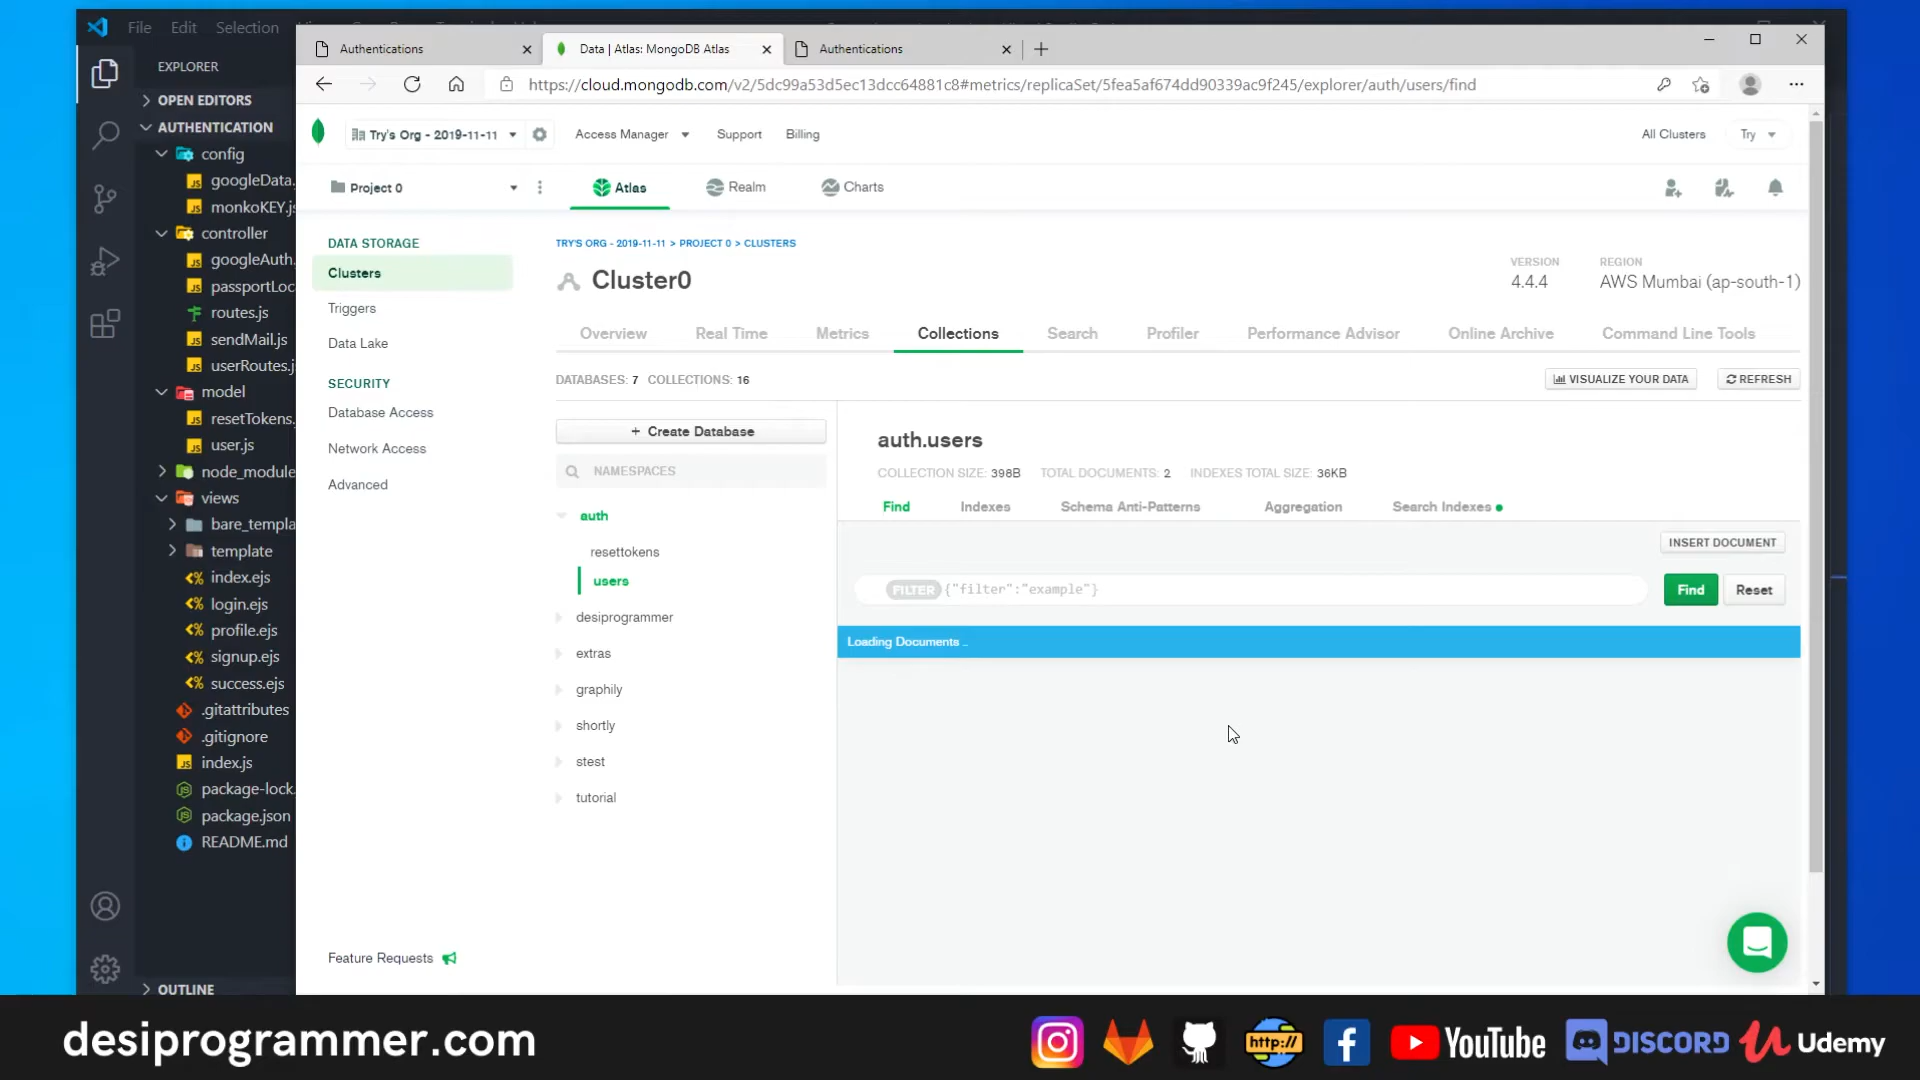 File Edit Selection
Authentications
Data | Atlas: MongoDB Atlas
Authentications
https://cloud.mongodb.com/v2/5dc99a53d5ec13dcc64881c8#metrics/replicaSet/5fea5af674dd90339ac9f245/explorer/auth/users/find
EXPLORER
OPEN EDITORS
AUTHENTICATION
config
googleData.
monkoKEY.js
controller
googleAuth.
passportLoc
routes.js
sendMail.js
userRoutes.js
model
resetTokens.
user.js
node_module
views
bare_templa
template
index.ejs
login.ejs
profile.ejs
signup.ejs
success.ejs
.gitattributes
.gitignore
index.js
package-lock.
package.json
README.md
OUTLINE
Try's Org - 2019-11-11
Access Manager
Support
Billing
All Clusters
Try
Project 0
Atlas
Realm
Charts
DATA STORAGE
Clusters
Triggers
Data Lake
SECURITY
Database Access
Network Access
Advanced
Feature Requests
TRY'S ORG - 2019-11-11 > PROJECT 0 > CLUSTERS
Cluster0
VERSION
4.4.4
REGION
AWS Mumbai (ap-south-1)
Overview Real Time Metrics Collections Search Profiler Performance Advisor Online Archive Command Line Tools
DATABASES: 7 COLLECTIONS: 16
VISUALIZE YOUR DATA
REFRESH
+ Create Database
NAMESPACES
auth
resettokens
users
desiprogrammer
extras
graphily
shortly
stest
tutorial
auth.users
COLLECTION SIZE: 398B TOTAL DOCUMENTS: 2 INDEXES TOTAL SIZE: 36KB
Find Indexes Schema Anti-Patterns Aggregation Search Indexes
INSERT DOCUMENT
FILTER {"filter":"example"}
Find
Reset
Loading Documents ..
desiprogrammer.com
http://
YouTube
DISCORD
Udemy